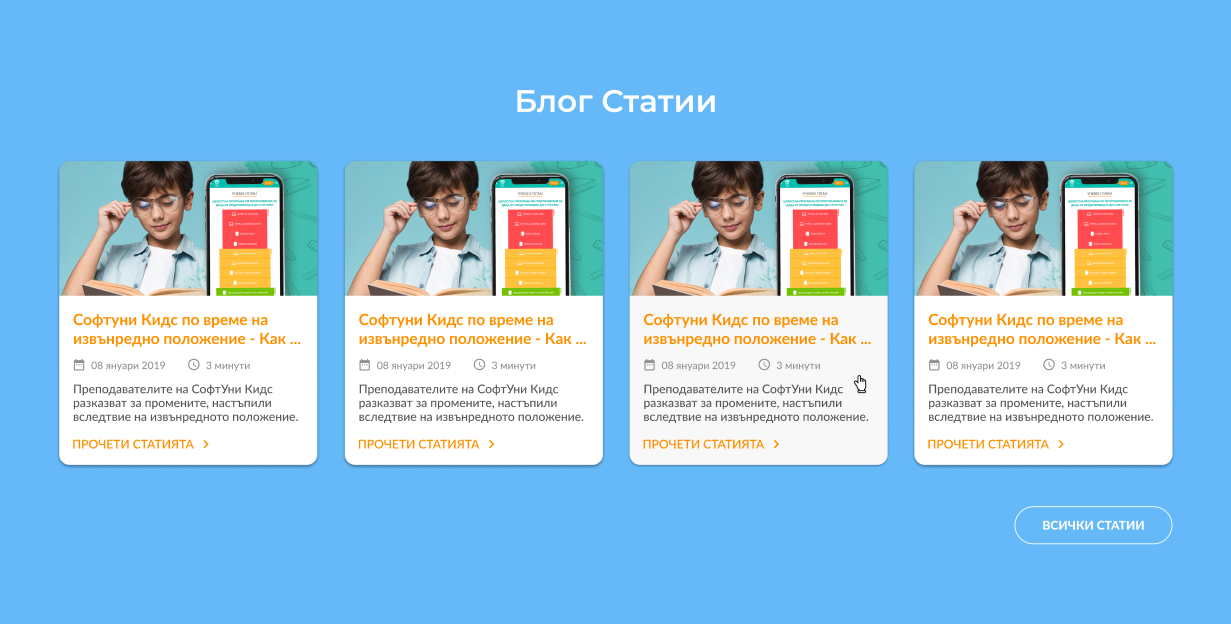 Блог Статии
УЧЕБЕН ПЛАН
УЧЕБЕН ПЛАН
УЧЕБЕН ПЛАН
УЧЕБЕН ПЛАН
Софтуни Кидс по време на
извънредно положение - Как ...
08 януари 2019 3 минути
Преподавателите на СофтУни Кидс
разказват за промените, настъпили
вследствие на извънредното положение.
ПРОЧЕТИ СТАТИЯТА
Софтуни Кидс по време на
извънредно положение - Как ...
08 януари 2019 3 минути
Преподавателите на СофтУни Кидс
разказват за промените, настъпили
вследствие на извънредното положение.
ПРОЧЕТИ СТАТИЯТА
Софтуни Кидс по време на
извънредно положение - Как ...
08 януари 2019 3 минути
Преподавателите на СофтУни Кидс
разказват за промените, настъпили
вследствие на извънредното положение.
ПРОЧЕТИ СТАТИЯТА
Софтуни Кидс по време на
извънредно положение - Как ...
08 януари 2019 3 минути
Преподавателите на СофтУни Кидс
разказват за промените, настъпили
вследствие на извънредното положение.
ПРОЧЕТИ СТАТИЯТА
ВСИЧКИ СТАТИИ